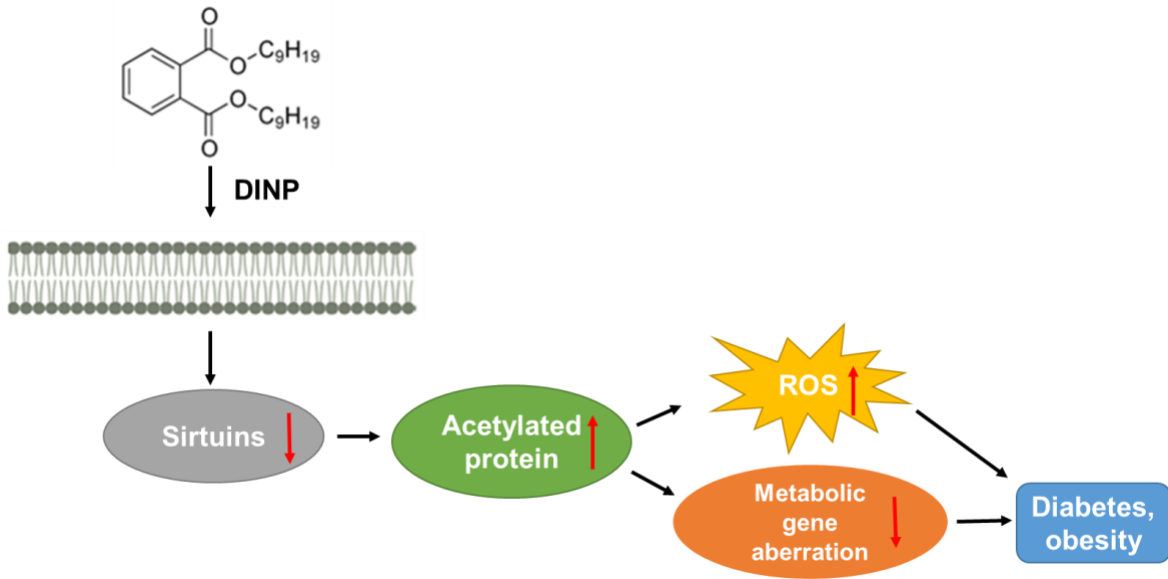 O
O
C₉H₁₉
O
C₉H₁₉
O
DINP
Sirtuins
Acetylated
protein
ROS
Metabolic
gene
aberration
Diabetes,
obesity